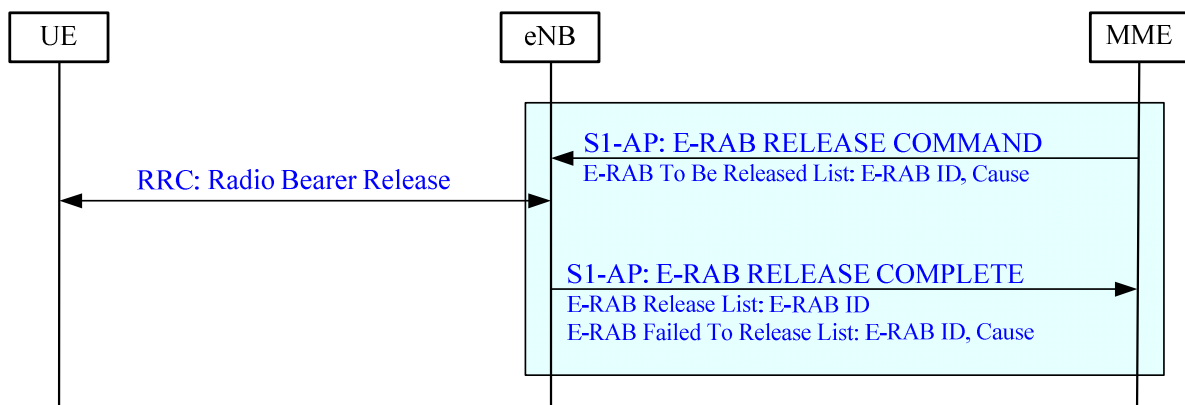 UE
eNB
MME
S1-AP: E-RAB RELEASE COMMAND
E-RAB To Be Released List: E-RAB ID, Cause
RRC: Radio Bearer Release
S1-AP: E-RAB RELEASE COMPLETE
E-RAB Release List: E-RAB ID
E-RAB Failed To Release List: E-RAB ID, Cause